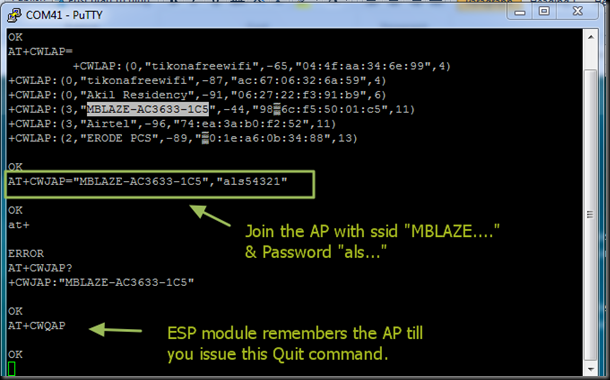 COM41 - PuTTY
OK
AT+CWLAP=
+CWLAP:(0,"tikonafreewifi",-65,"04:4f:aa:34:6e:99",4)
+CWLAP:(0,"tikonafreewifi",-87,"ac:67:06:32:6a:59",4)
+CWLAP:(0,"Akil Residency",-91,"06:27:22:f3:91:b9",6)
+CWLAP:(3,"MBLAZE-AC3633-1C5",-44,"98 6c:f5:50:01:c5",11)
+CWLAP:(3,"Airtel",-96,"74:ea:3a:b0:f2:52",11)
+CWLAP:(2,"ERODE PCS",-89," 0:1e:a6:0b:34:88",13)
OK
AT+CWJAP="MBLAZE-AC3633-1C5","als54321"
OK
at+
Join the AP with ssid "MBLAZE...."
& Password "als..."
ERROR
AT+CWJAP?
+CWJAP:"MBLAZE-AC3633-1C5"
OK
AT+CWQAP
ESP module remembers the AP till
you issue this Quit command.
OK